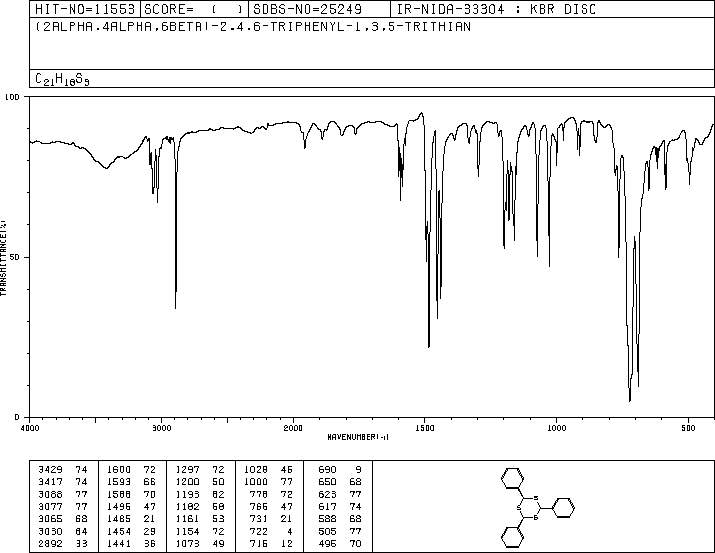 HIT-NO=11553 SCORE= ( ) SDBS-NO=25249 IR-NIDA-33304 : KBR DISC
(2ALPHA,4ALPHA,6BETA)-2,4,6-TRIPHENYL-1,3,5-TRITHIAN
C21H18S3
100
50
0
TRANSMITTANCE(%)
4000 3000 2000 1500 1000 500
WAVENUMBER(-1)
3429 74 1600 72 1297 72 1028 46 690 9
3417 74 1593 66 1200 50 1000 77 650 68
3088 77 1588 70 1193 62 778 72 623 77
3077 77 1496 47 1182 60 766 47 617 74
3065 68 1485 21 1161 53 731 21 588 68
3030 64 1454 29 1154 72 722 4 505 77
2892 33 1441 36 1073 49 716 12 496 70
S
S
S